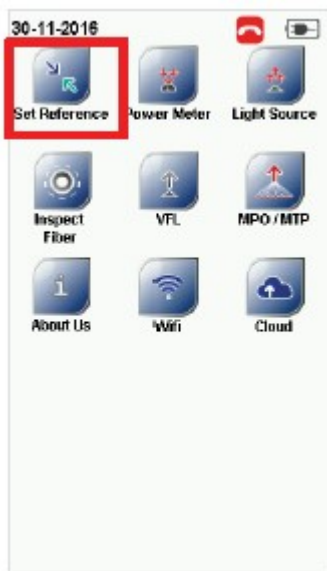 30-11-2016
Set Reference Power Meter Light Source
Inspect Fiber VFL MPO / MTP
About Us Wifi Cloud